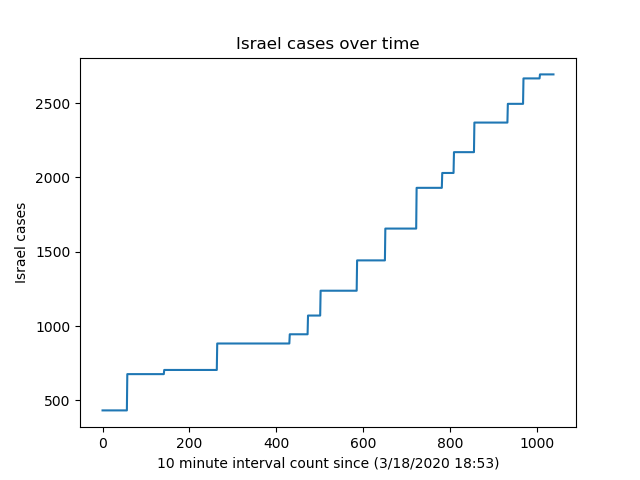 Israel cases over time
2500
2000
1500
1000
500
Israel cases
0 200 400 600 800 1000
10 minute interval count since (3/18/2020 18:53)